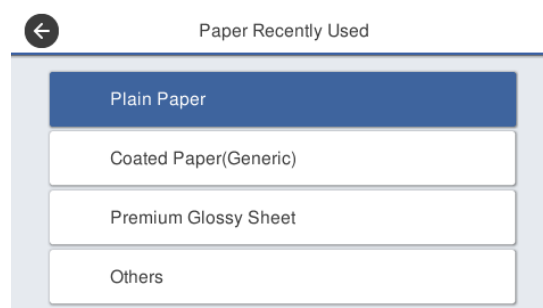 Paper Recently Used
Plain Paper
Coated Paper(Generic)
Premium Glossy Sheet
Others